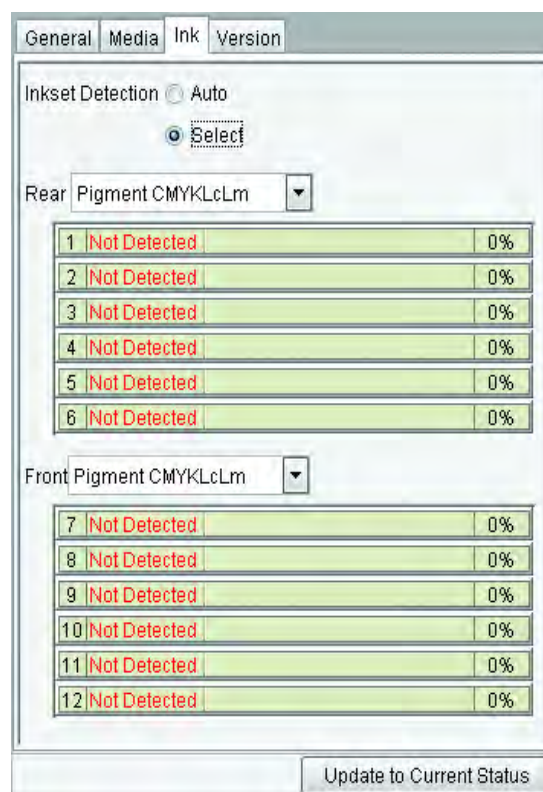 General Media Ink Version
Inkset Detection Auto
Select
Rear Pigment CMYKLcLm
1 Not Detected 0%
2 Not Detected 0%
3 Not Detected 0%
4 Not Detected 0%
5 Not Detected 0%
6 Not Detected 0%
Front Pigment CMYKLcLm
7 Not Detected 0%
8 Not Detected 0%
9 Not Detected 0%
10 Not Detected 0%
11 Not Detected 0%
12 Not Detected 0%
Update to Current Status